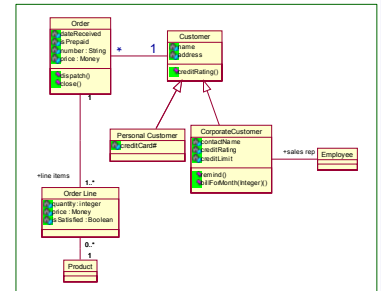 Order
dateReceived
isPrepaid
number : String
price : Money
dispatch()
close()
*
1
Customer
name
address
creditRating()
1
Personal Customer
creditCard#
CorporateCustomer
contactName
creditRating
creditLimit
remind()
billForMonth(Integer)()
+sales rep
Employee
+line items
1..*
Order Line
quantity : integer
price : Money
isSatisfied : Boolean
0..*
1
Product